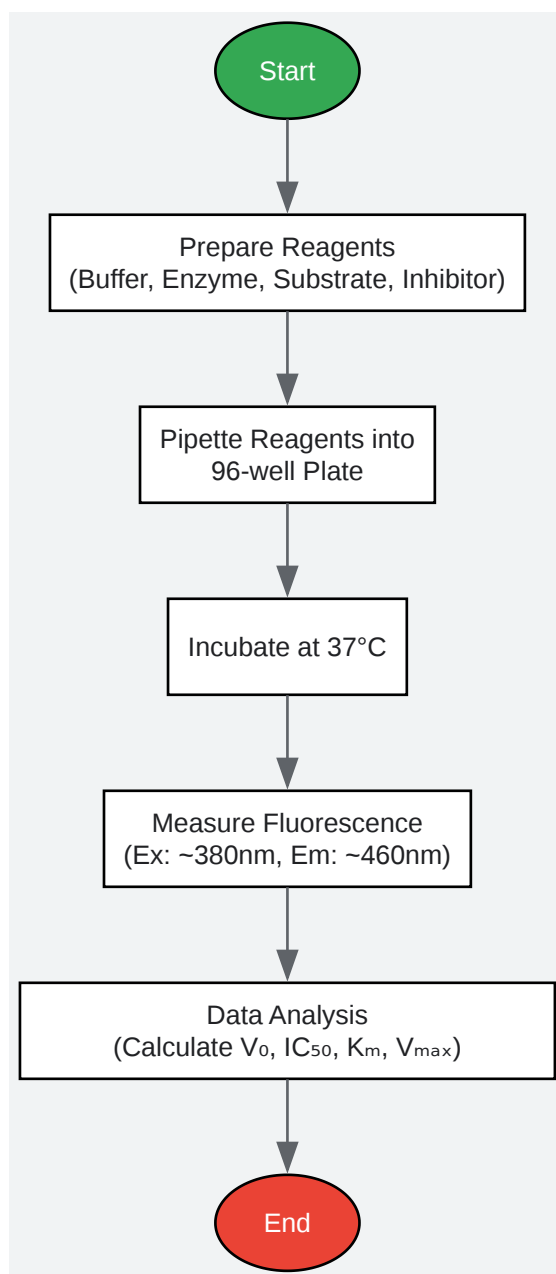 Start
Prepare Reagents
(Buffer, Enzyme, Substrate, Inhibitor)
Pipette Reagents into
96-well Plate
Incubate at 37°C
Measure Fluorescence
(Ex: ~380nm, Em: ~460nm)
Data Analysis
(Calculate V₀, IC₅₀, Kₘ, Vₘₐₓ)
End